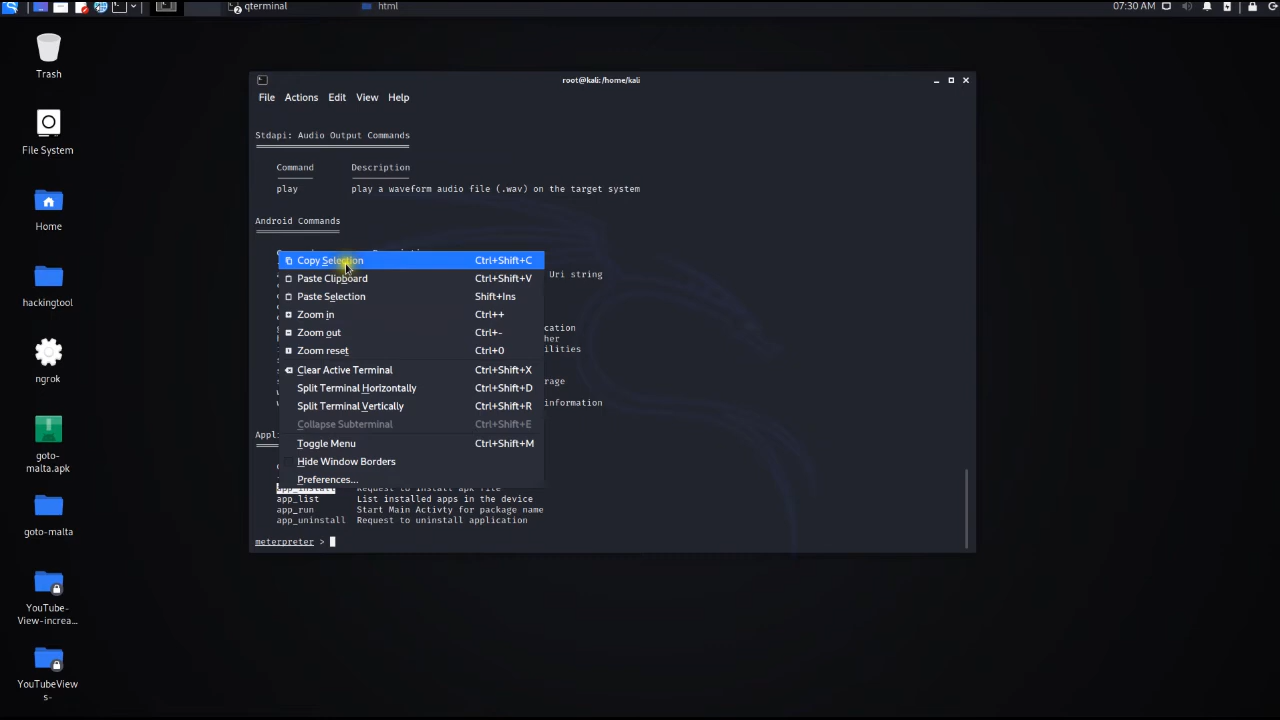 qterminal
2
html
07:30 AM
Trash
File System
Home
hackingtool
ngrok
goto-
malta.apk
goto-malta
YouTube-
View-increa...
YouTubeView
s-
root@kali: /home/kali
File Actions Edit View Help
Stdapi: Audio Output Commands
Command Description
play play a waveform audio file (.wav) on the target system
Android Commands
Copy Selection Ctrl+Shift+C
Paste Clipboard Ctrl+Shift+V
Uri string
Paste Selection Shift+Ins
Zoom in Ctrl++
Zoom out Ctrl+-
Zoom reset Ctrl+0
Clear Active Terminal Ctrl+Shift+X
Split Terminal Horizontally Ctrl+Shift+D
Split Terminal Vertically Ctrl+Shift+R
information
Collapse Subterminal Ctrl+Shift+E
Appli
Toggle Menu Ctrl+Shift+M
Hide Window Borders
Preferences...
app_install Request to install apk file
app_list List installed apps in the device
app_run Start Main Activty for package name
app_uninstall Request to uninstall application
meterpreter >